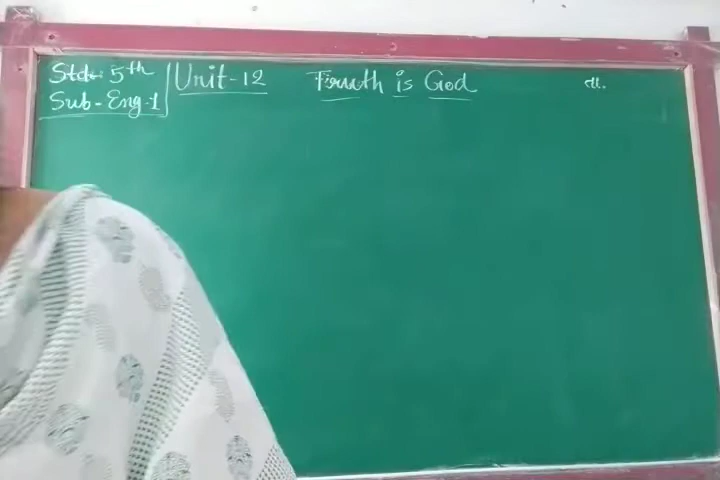 Std:- 5th
Sub-Eng-1
Unit-12
Truth is God
તા.